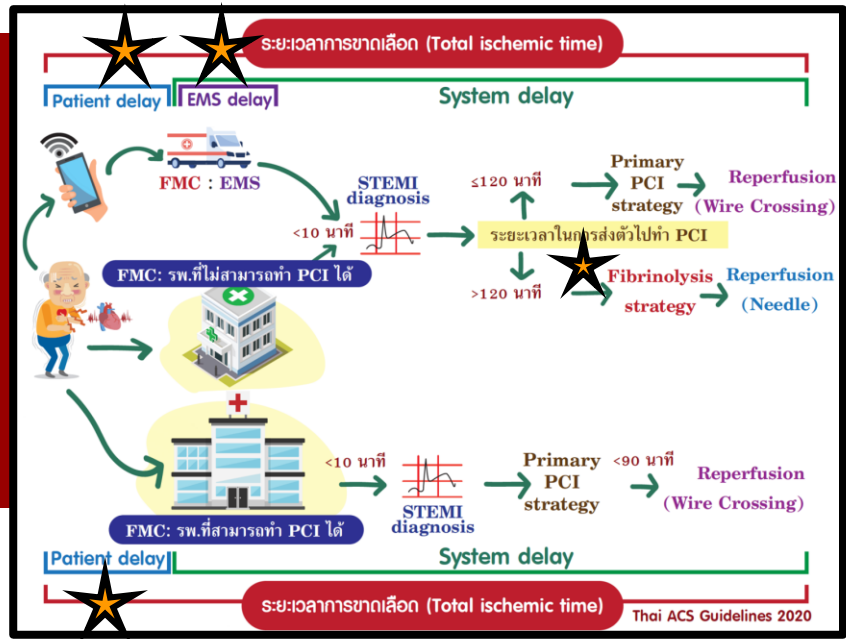 ระยะเวลาการขาดเลือด (Total ischemic time)
Patient delay
EMS delay
System delay
FMC : EMS
<10 นาที
STEMI
diagnosis
≤120 นาที
Primary
PCI
strategy
Reperfusion
(Wire Crossing)
ระยะเวลาในการส่งตัวไปทำ PCI
FMC: รพ.ที่ไม่สามารถทำ PCI ได้
>120 นาที
Fibrinolysis
strategy
Reperfusion
(Needle)
<10 นาที
STEMI
diagnosis
Primary
PCI
strategy
<90 นาที
Reperfusion
(Wire Crossing)
FMC: รพ.ที่สามารถทำ PCI ได้
Patient delay
System delay
ระยะเวลาการขาดเลือด (Total ischemic time)
Thai ACS Guidelines 2020